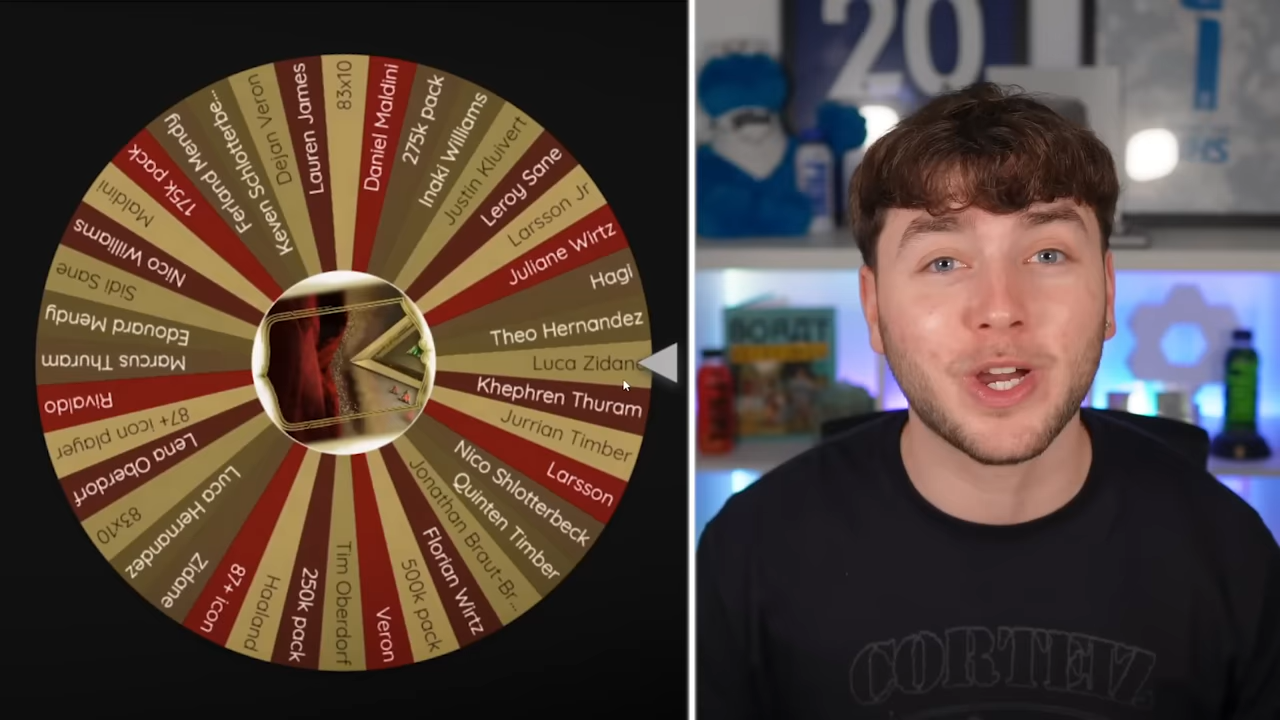 83x10
Daniel Maldini
275k pack
Inaki Williams
Justin Kluivert
Leroy Sane
Larsson Jr
Juliane Wirtz
Hagi
Theo Hernandez
Luca Zidane
Khephren Thuram
Jurrian Timber
Larsson
Nico Shlotterbeck
Quinten Timber
Jonathan Braut-Br...
Florian Wirtz
500k pack
Veron
Tim Oberdorf
250k pack
Haaland
87+ icon
Zidane
Luca Hernandez
83x10
Lena Oberdorf
87+ icon player
Rivaldo
Marcus Thuram
Edouard Mendy
Sidi Sane
Nico Williams
Maldini
175k pack
Ferland Mendy
Keven Schlotterbe...
Dejan Veron
Lauren James
20
CORTEIZ